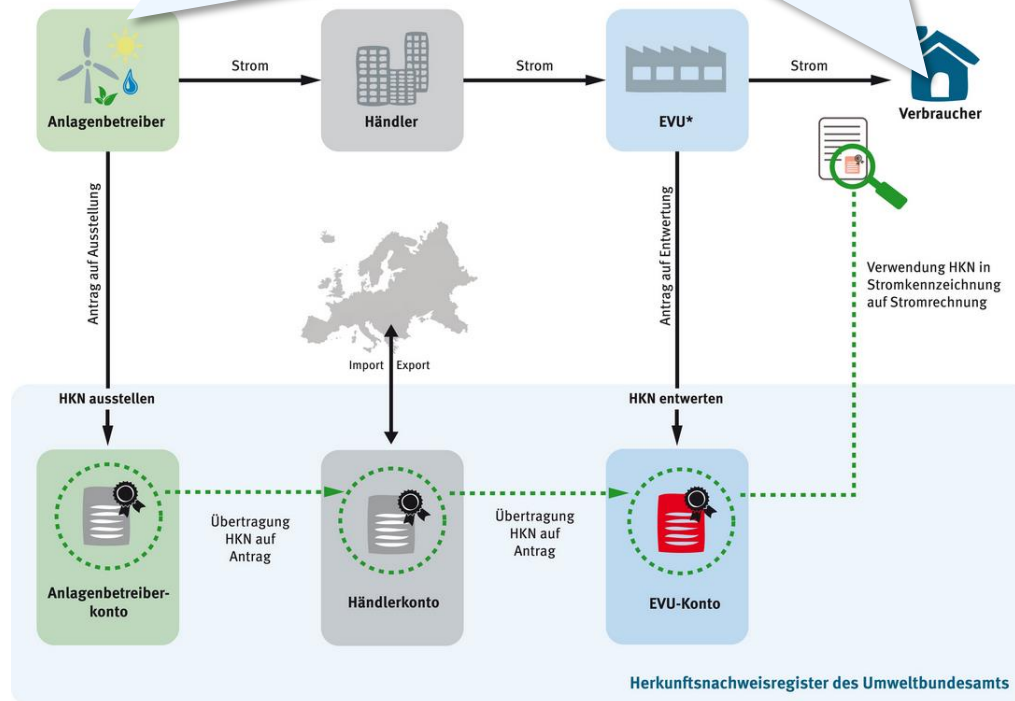 Strom
Strom
Strom
Anlagenbetreiber
Händler
EVU*
Verbraucher
Antrag auf Ausstellung
Antrag auf Entwertung
Verwendung HKN in
Stromkennzeichnung
auf Stromrechnung
Import
Export
HKN ausstellen
HKN entwerten
Übertragung
HKN auf
Antrag
Übertragung
HKN auf
Antrag
Anlagenbetreiber-
konto
Händlerkonto
EVU-Konto
Herkunftsnachweisregister des Umweltbundesamts